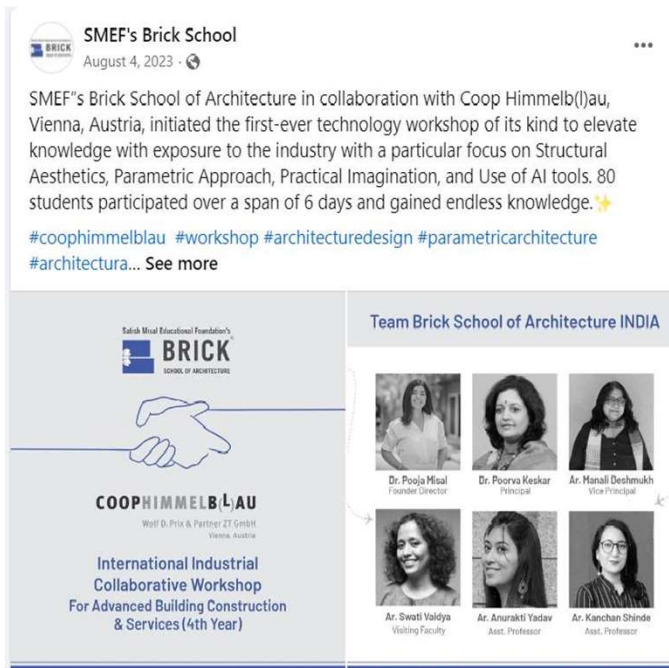 BRICK
SMEF's Brick School
August 4, 2023 ·
SMEF"s Brick School of Architecture in collaboration with Coop Himmelb(l)au,
Vienna, Austria, initiated the first-ever technology workshop of its kind to elevate
knowledge with exposure to the industry with a particular focus on Structural
Aesthetics, Parametric Approach, Practical Imagination, and Use of AI tools. 80
students participated over a span of 6 days and gained endless knowledge.✨
#coophimmelblau #workshop #architecturedesign #parametricarchitecture
#architectura... See more
Satish Misal Educational Foundation's
BRICK
SCHOOL OF ARCHITECTURE
COOPHIMMELB(L)AU
Wolf D. Prix & Partner ZT GmbH
Vienna, Austria
International Industrial
Collaborative Workshop
For Advanced Building Construction
& Services (4th Year)
Team Brick School of Architecture INDIA
Dr. Pooja Misal
Founder Director
Dr. Poorva Keskar
Principal
Ar. Manali Deshmukh
Vice Principal
Ar. Swati Vaidya
Visiting Faculty
Ar. Anurakti Yadav
Asst. Professor
Ar. Kanchan Shinde
Asst. Professor